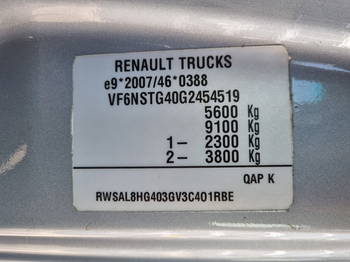 RENAULT TRUCKS
e9*2007/46*0388
VF6NSTG40G2454519
5600 Kg
9100 Kg
1- 2300 Kg
2- 3800 Kg
QAP K
RWSAL8HG403GV3C401RBE